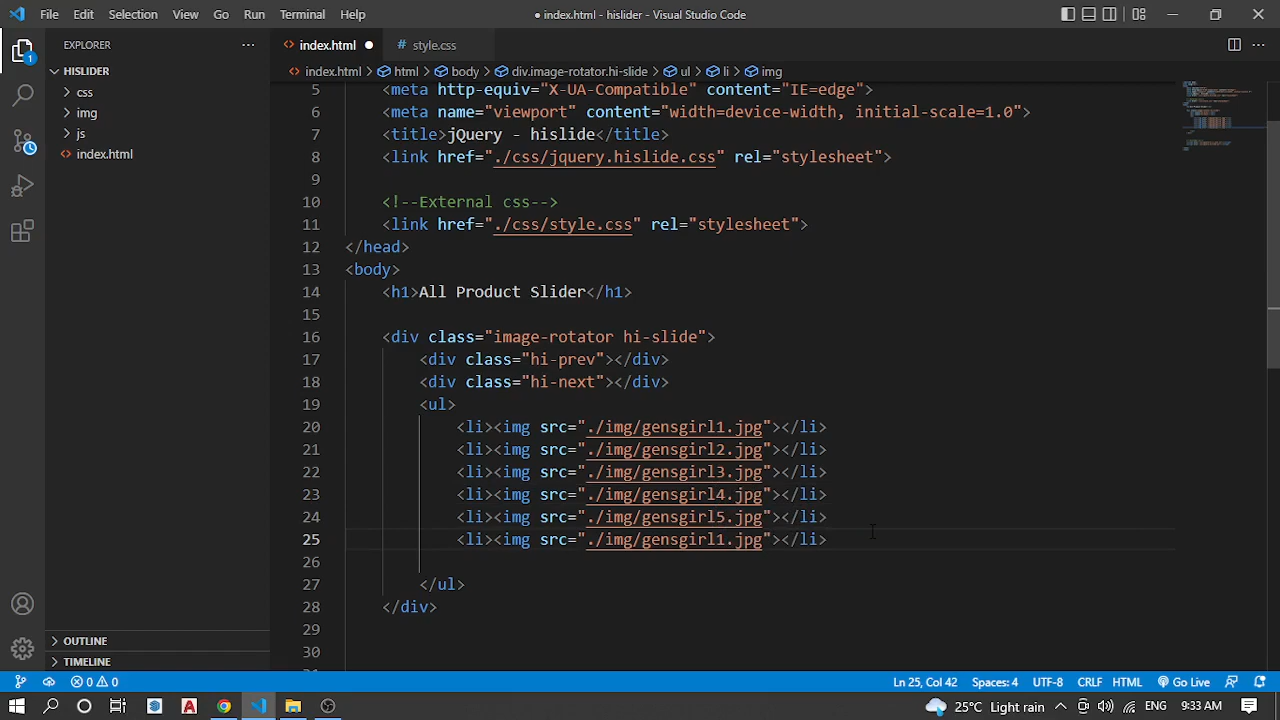 File Edit Selection View Go Run Terminal Help
● index.html - hislider - Visual Studio Code
EXPLORER
index.html ●
# style.css
HISLIDER
css
img
js
index.html
OUTLINE
TIMELINE
index.html > html > body > div.image-rotator.hi-slide > ul > li > img
5 <meta http-equiv="X-UA-Compatible" content="IE=edge">
6 <meta name="viewport" content="width=device-width, initial-scale=1.0">
7 <title>jQuery - hislide</title>
8 <link href="./css/jquery.hislide.css" rel="stylesheet">
9
10 <!--External css-->
11 <link href="./css/style.css" rel="stylesheet">
12 </head>
13 <body>
14 <h1>All Product Slider</h1>
15
16 <div class="image-rotator hi-slide">
17 <div class="hi-prev"></div>
18 <div class="hi-next"></div>
19 <ul>
20 <li><img src="./img/gensgirl1.jpg"></li>
21 <li><img src="./img/gensgirl2.jpg"></li>
22 <li><img src="./img/gensgirl3.jpg"></li>
23 <li><img src="./img/gensgirl4.jpg"></li>
24 <li><img src="./img/gensgirl5.jpg"></li>
25 <li><img src="./img/gensgirl1.jpg"></li>
26
27 </ul>
28 </div>
29
30
0 0
Ln 25, Col 42 Spaces: 4 UTF-8 CRLF HTML Go Live
25°C Light rain ENG 9:33 AM